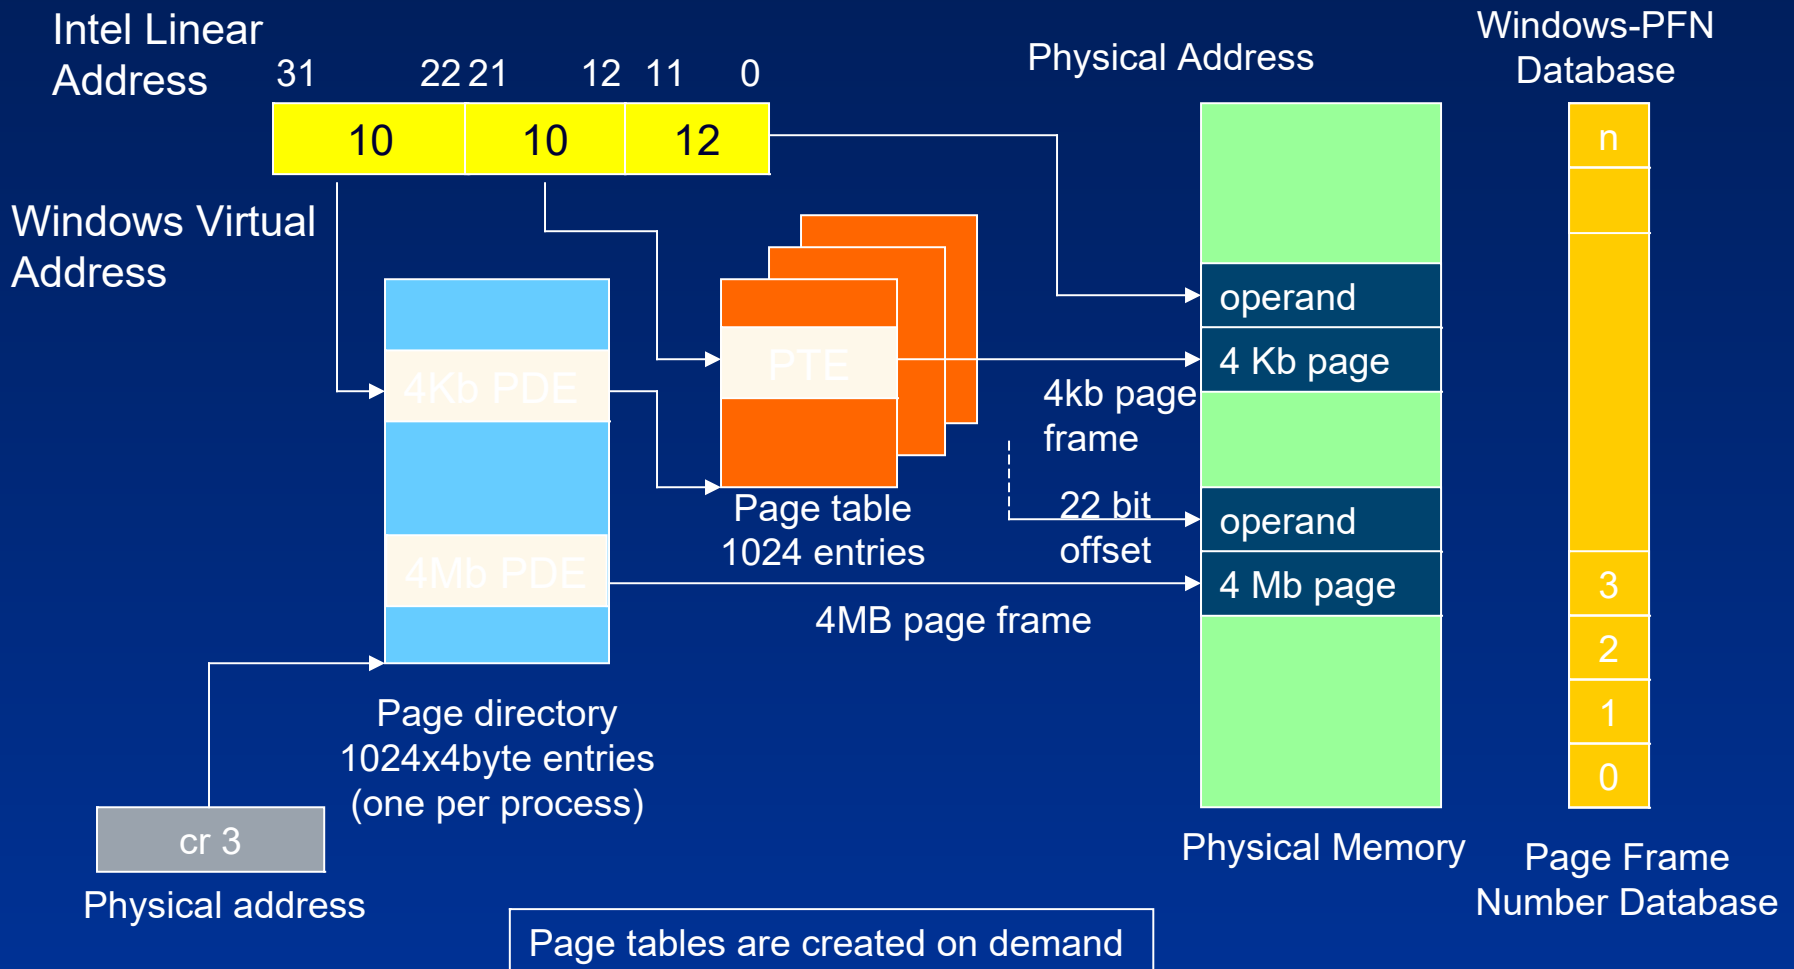 Intel Linear
Address
31 22 21 12 11 0
10 10 12
Windows Virtual
Address
Physical Address
Windows-PFN
Database
n
operand
4 Kb page
PTE
4Kb PDE
4kb page
frame
22 bit
offset
operand
4 Mb page
Page table
1024 entries
4Mb PDE
4MB page frame
3
2
1
0
Page directory
1024x4byte entries
(one per process)
cr 3
Physical address
Physical Memory
Page Frame
Number Database
Page tables are created on demand